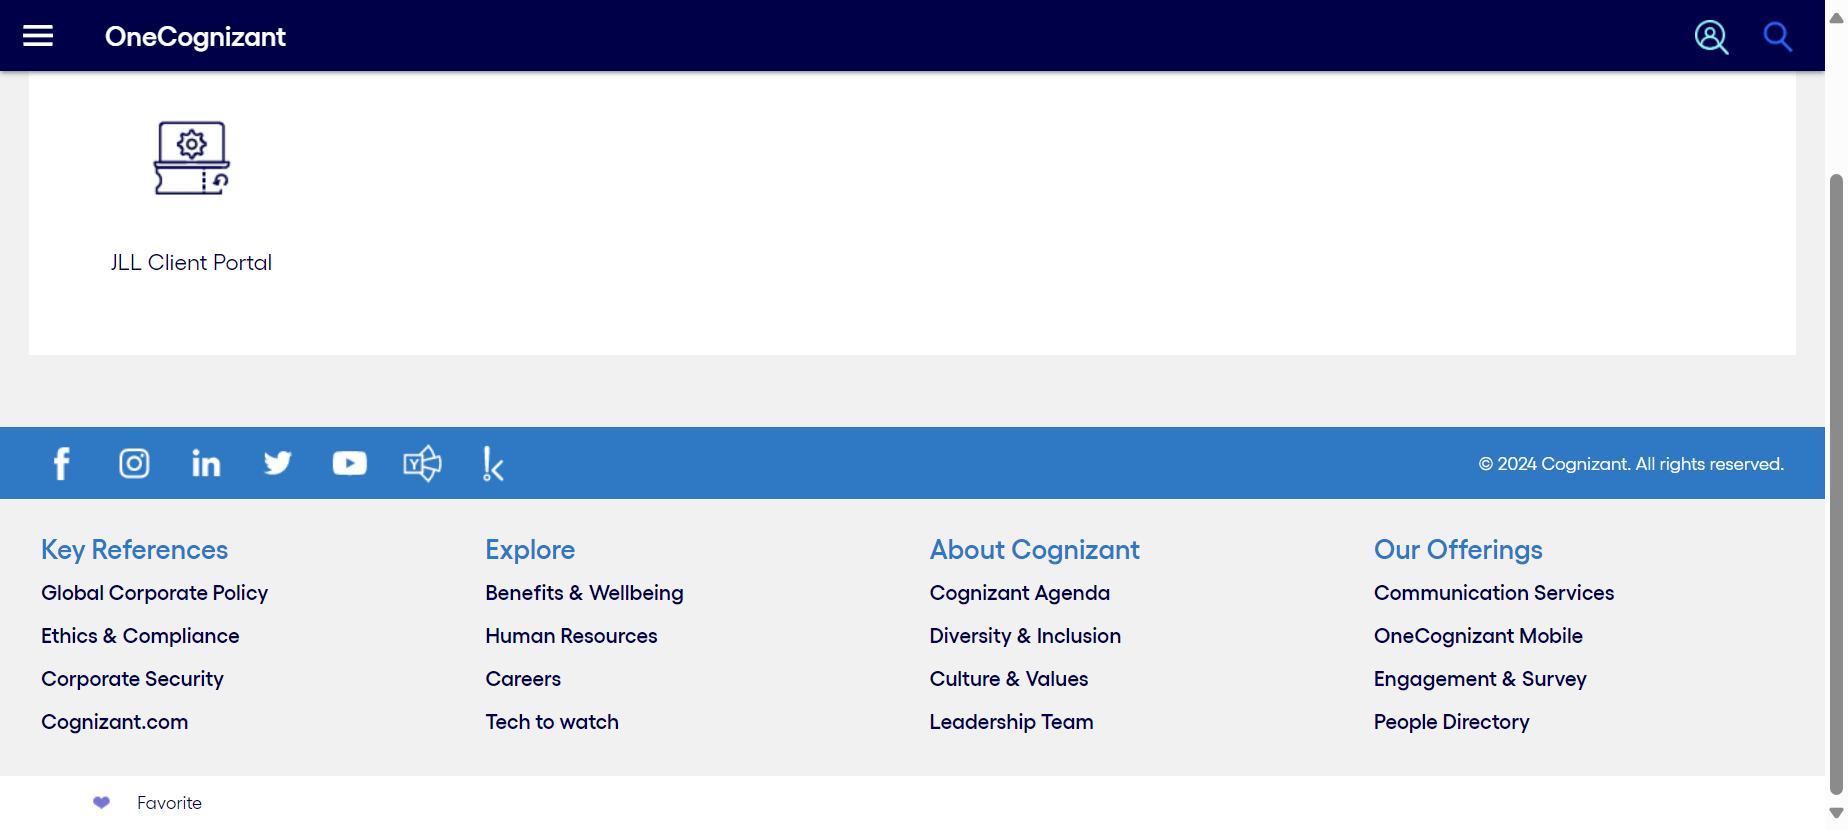 OneCognizant
JLL Client Portal
© 2024 Cognizant. All rights reserved.
Key References
Global Corporate Policy
Ethics & Compliance
Corporate Security
Cognizant.com
Explore
Benefits & Wellbeing
Human Resources
Careers
Tech to watch
About Cognizant
Cognizant Agenda
Diversity & Inclusion
Culture & Values
Leadership Team
Our Offerings
Communication Services
OneCognizant Mobile
Engagement & Survey
People Directory
Favorite